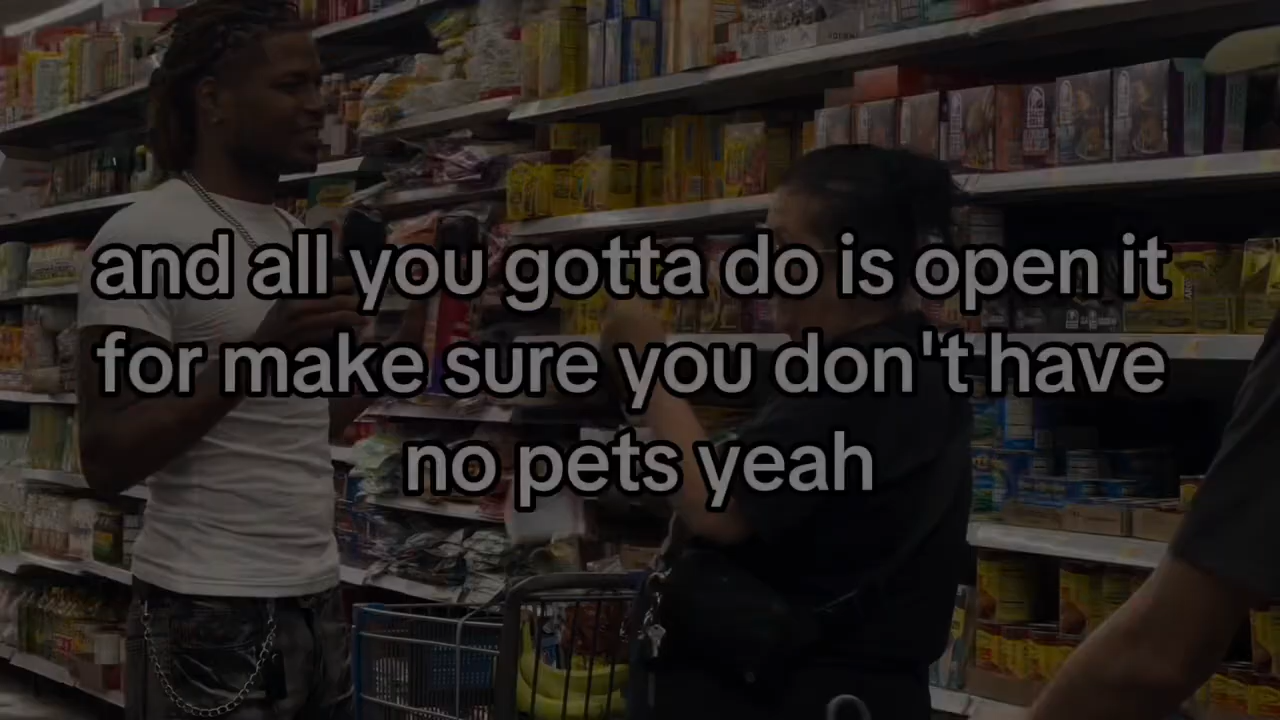 and all you gotta do is open it
for make sure you don't have
no pets yeah